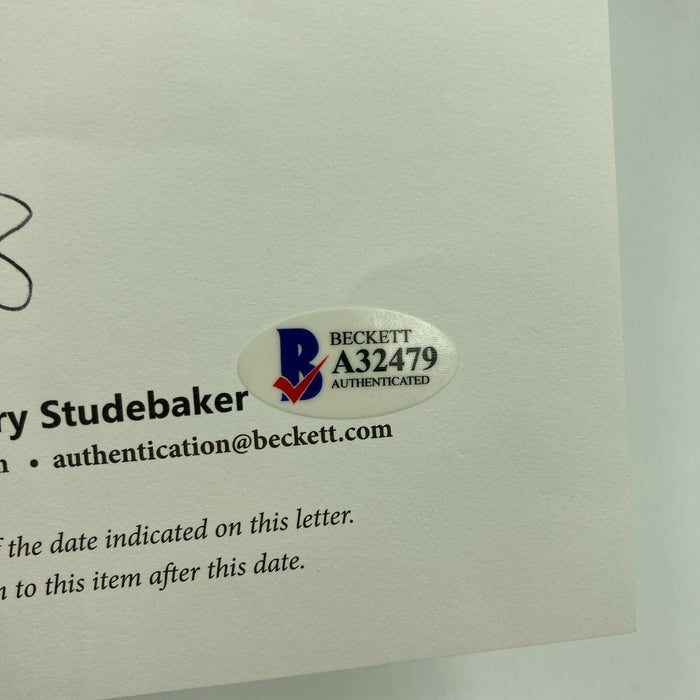 BECKETT
A32479
AUTHENTICATED
ry Studebaker
• authentication@beckett.com
the date indicated on this letter.
to this item after this date.